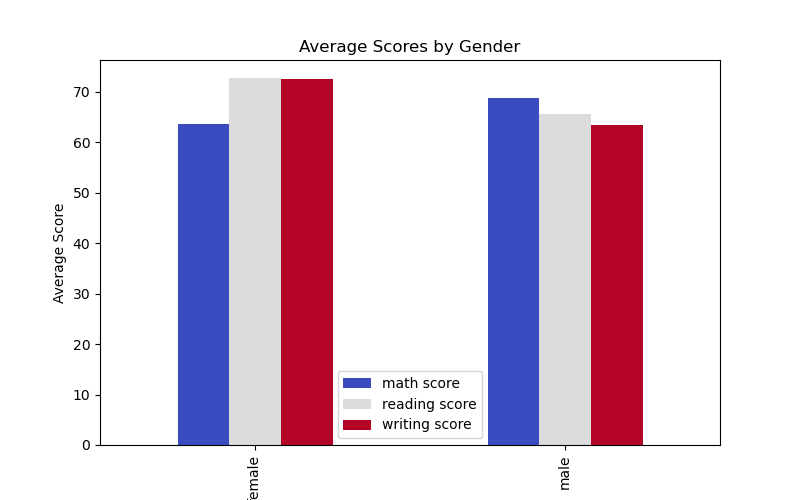 Average Scores by Gender
Average Score
70
60
50
40
30
20
10
0
math score
reading score
writing score
female
male